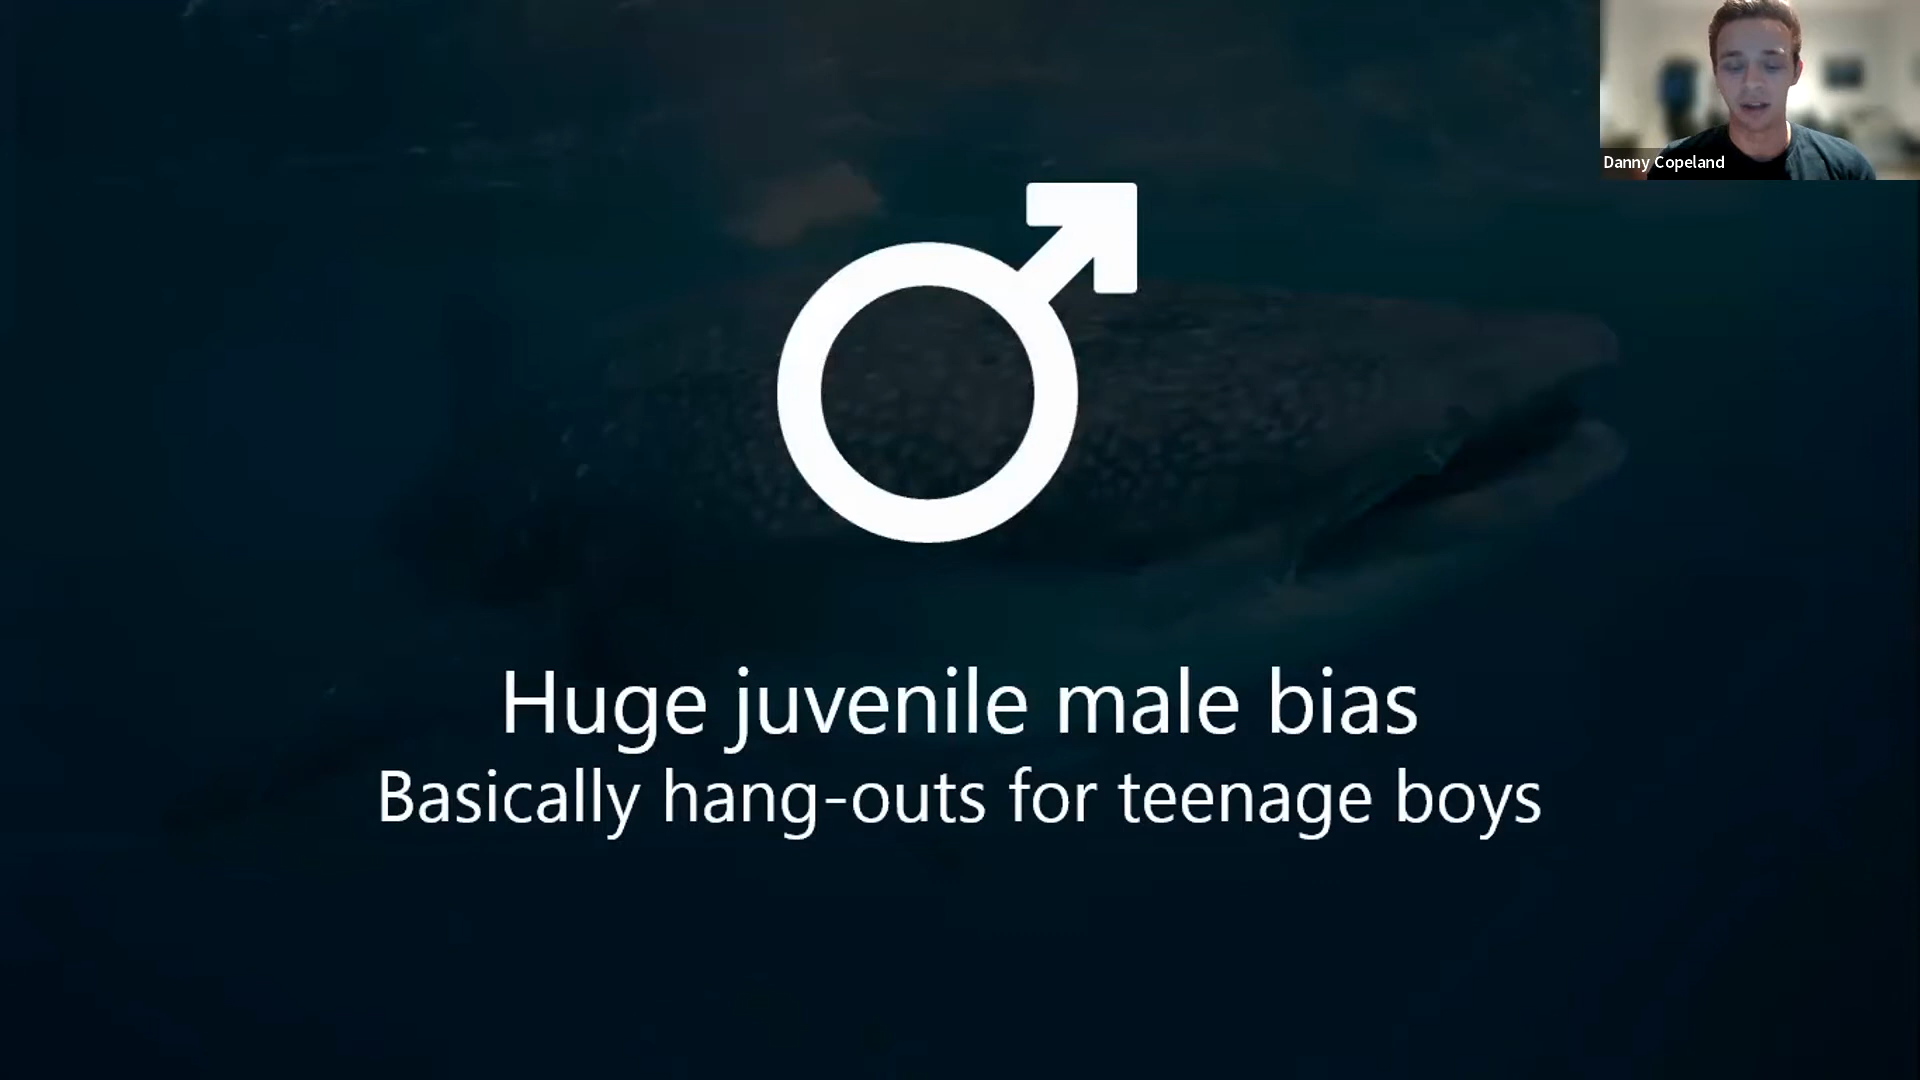 Danny Copeland
Huge juvenile male bias
Basically hang-outs for teenage boys